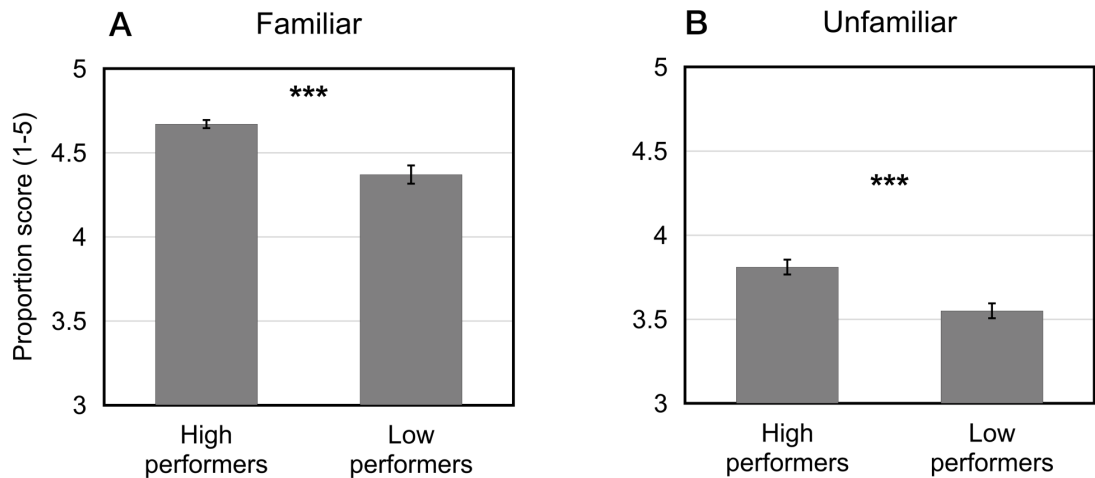 A Familiar
Proportion score (1-5)
5
4.5
4
3.5
3
***
High
performers
Low
performers
B Unfamiliar
5
4.5
4
3.5
3
***
High
performers
Low
performers